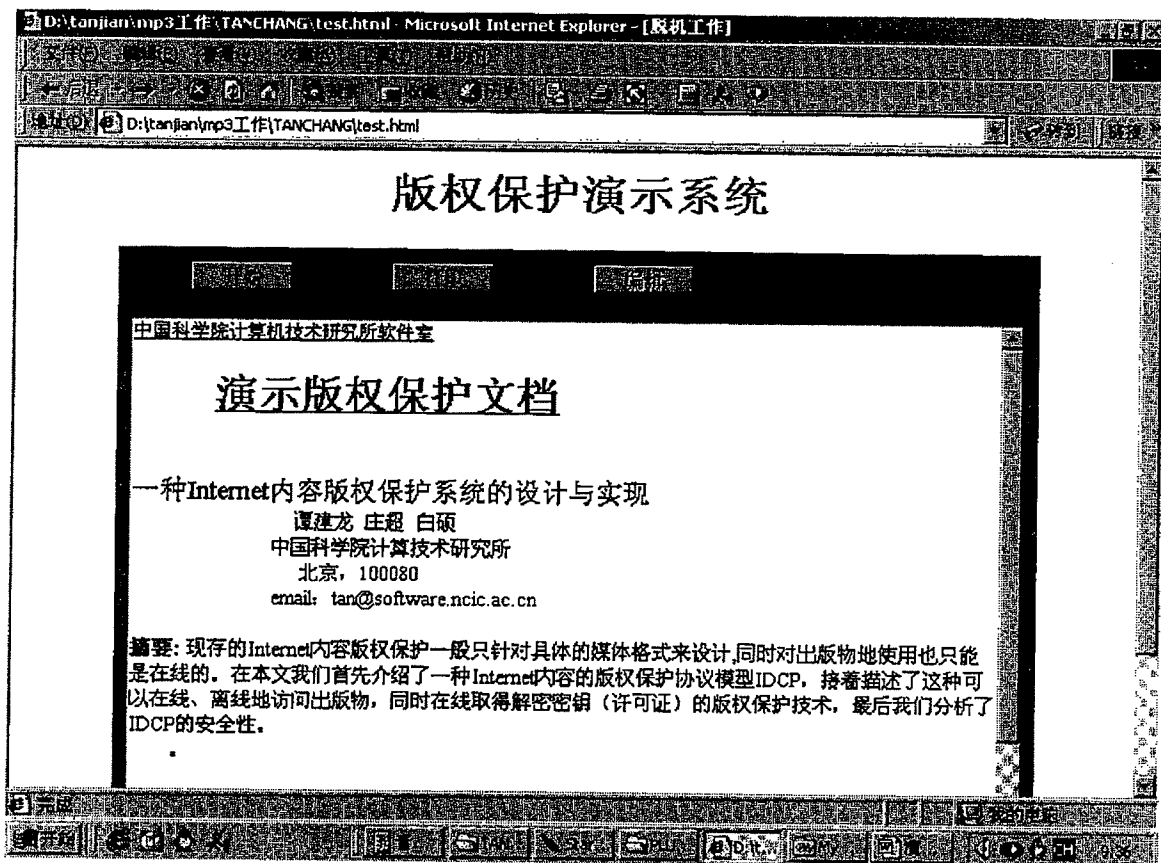 D:\tanjian\mp3工作\TANCHANG\test.html - Microsoft Internet Explorer - [脱机工作]
地址(D) D:\tanjian\mp3工作\TANCHANG\test.html 转到 链接
版权保护演示系统
编辑
中国科学院计算机技术研究所软件室
演示版权保护文档
一种Internet内容版权保护系统的设计与实现
谭建龙 庄超 白硕
中国科学院计算技术研究所
北京，100080
email: tan@software.ncic.ac.cn
摘要: 现存的Internet内容版权保护一般只针对具体的媒体格式来设计,同时对出版物地使用也只能
是在线的。在本文我们首先介绍了一种Internet内容的版权保护协议模型IDCP，接着描述了这种可
以在线、离线地访问出版物，同时在线取得解密密钥（许可证）的版权保护技术，最后我们分析了
IDCP的安全性。
完成 我的电脑
开始